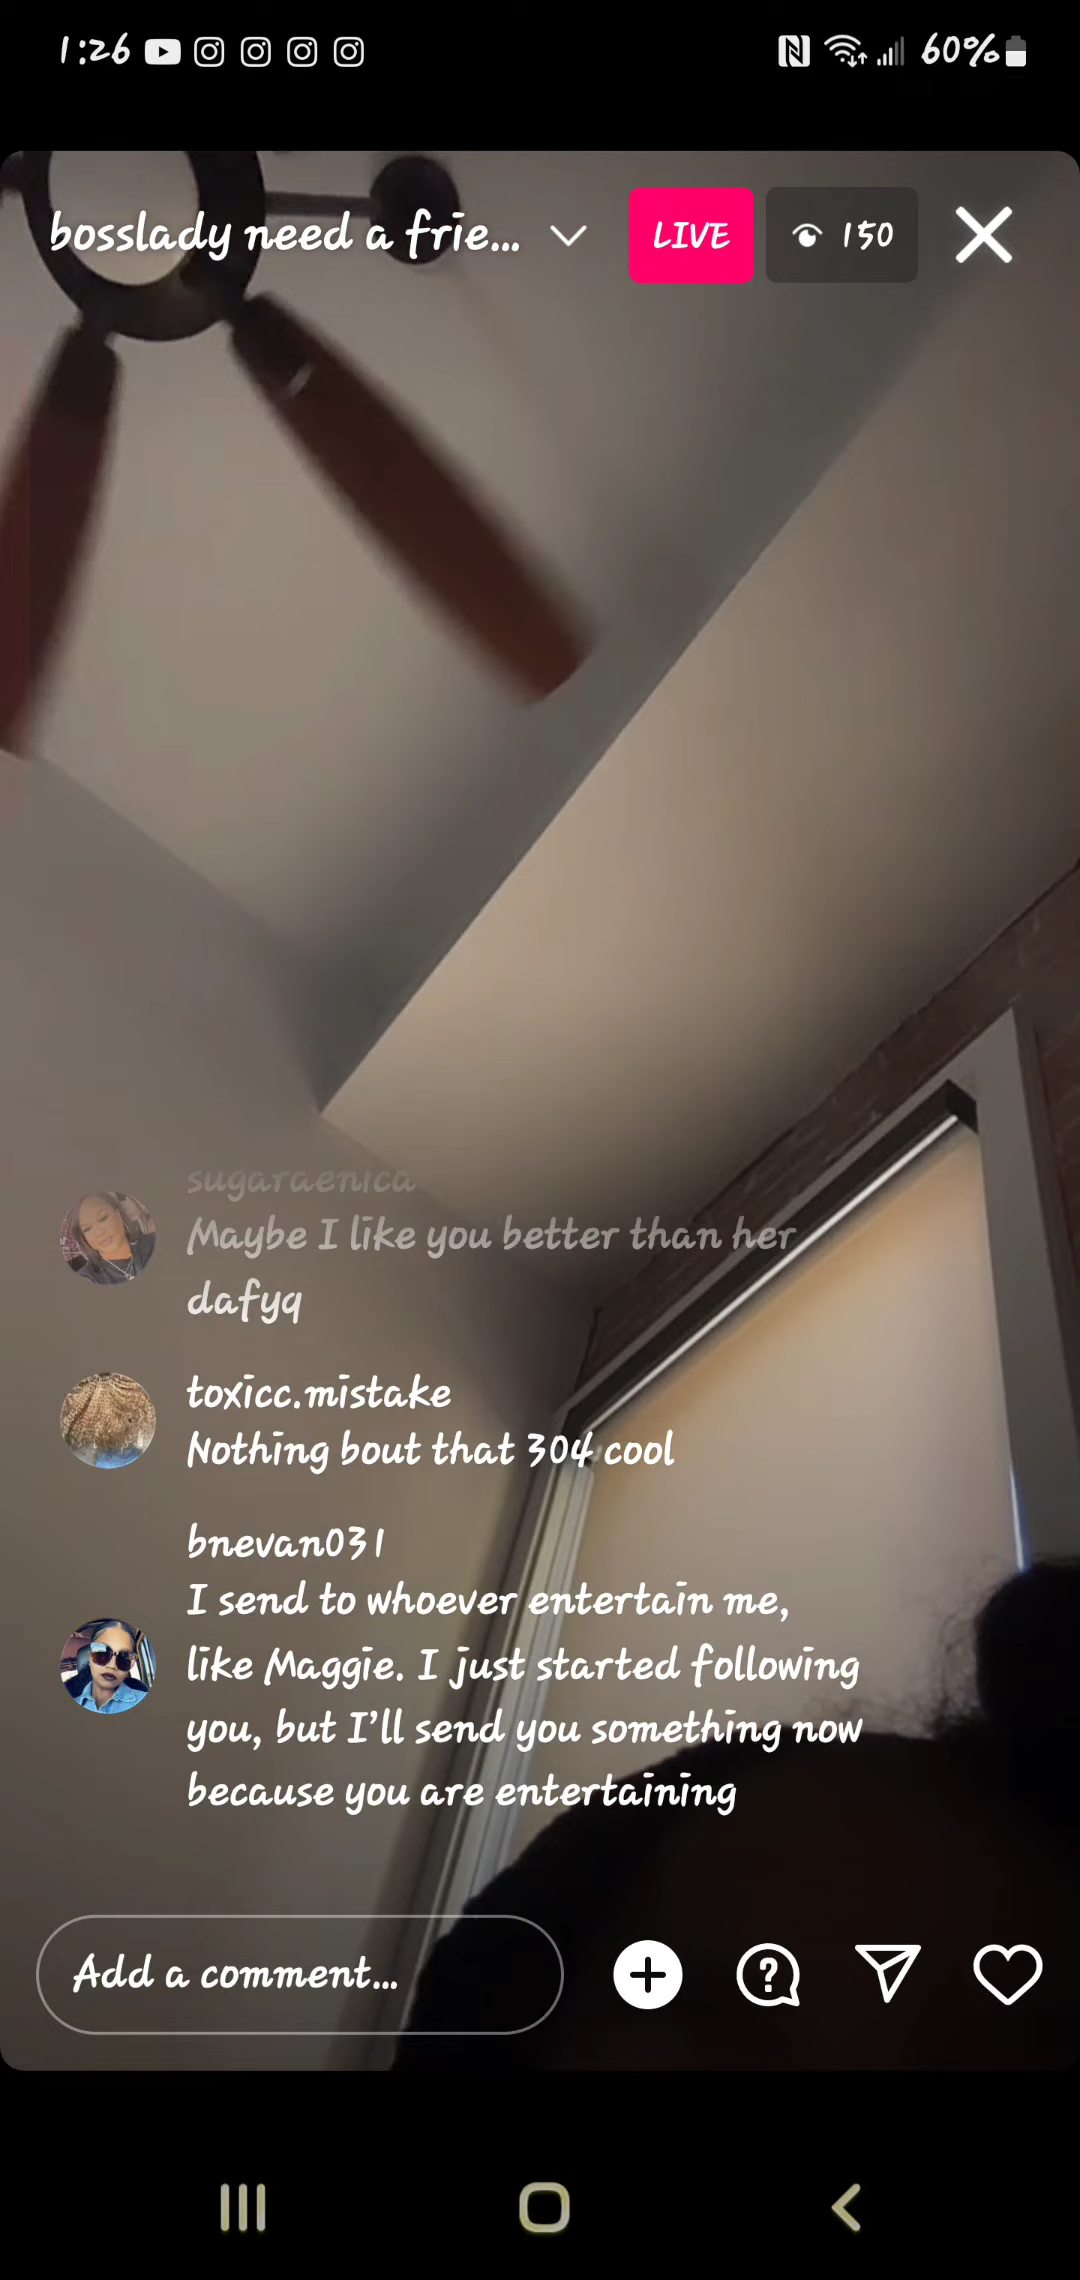 1:26 60%
bosslady need a frie... LIVE 150
sugaraenica
Maybe I like you better than her
dafyq
toxicc.mistake
Nothing bout that 304 cool
bnevan031
I send to whoever entertain me,
like Maggie. I just started following
you, but I’ll send you something now
because you are entertaining
Add a comment...